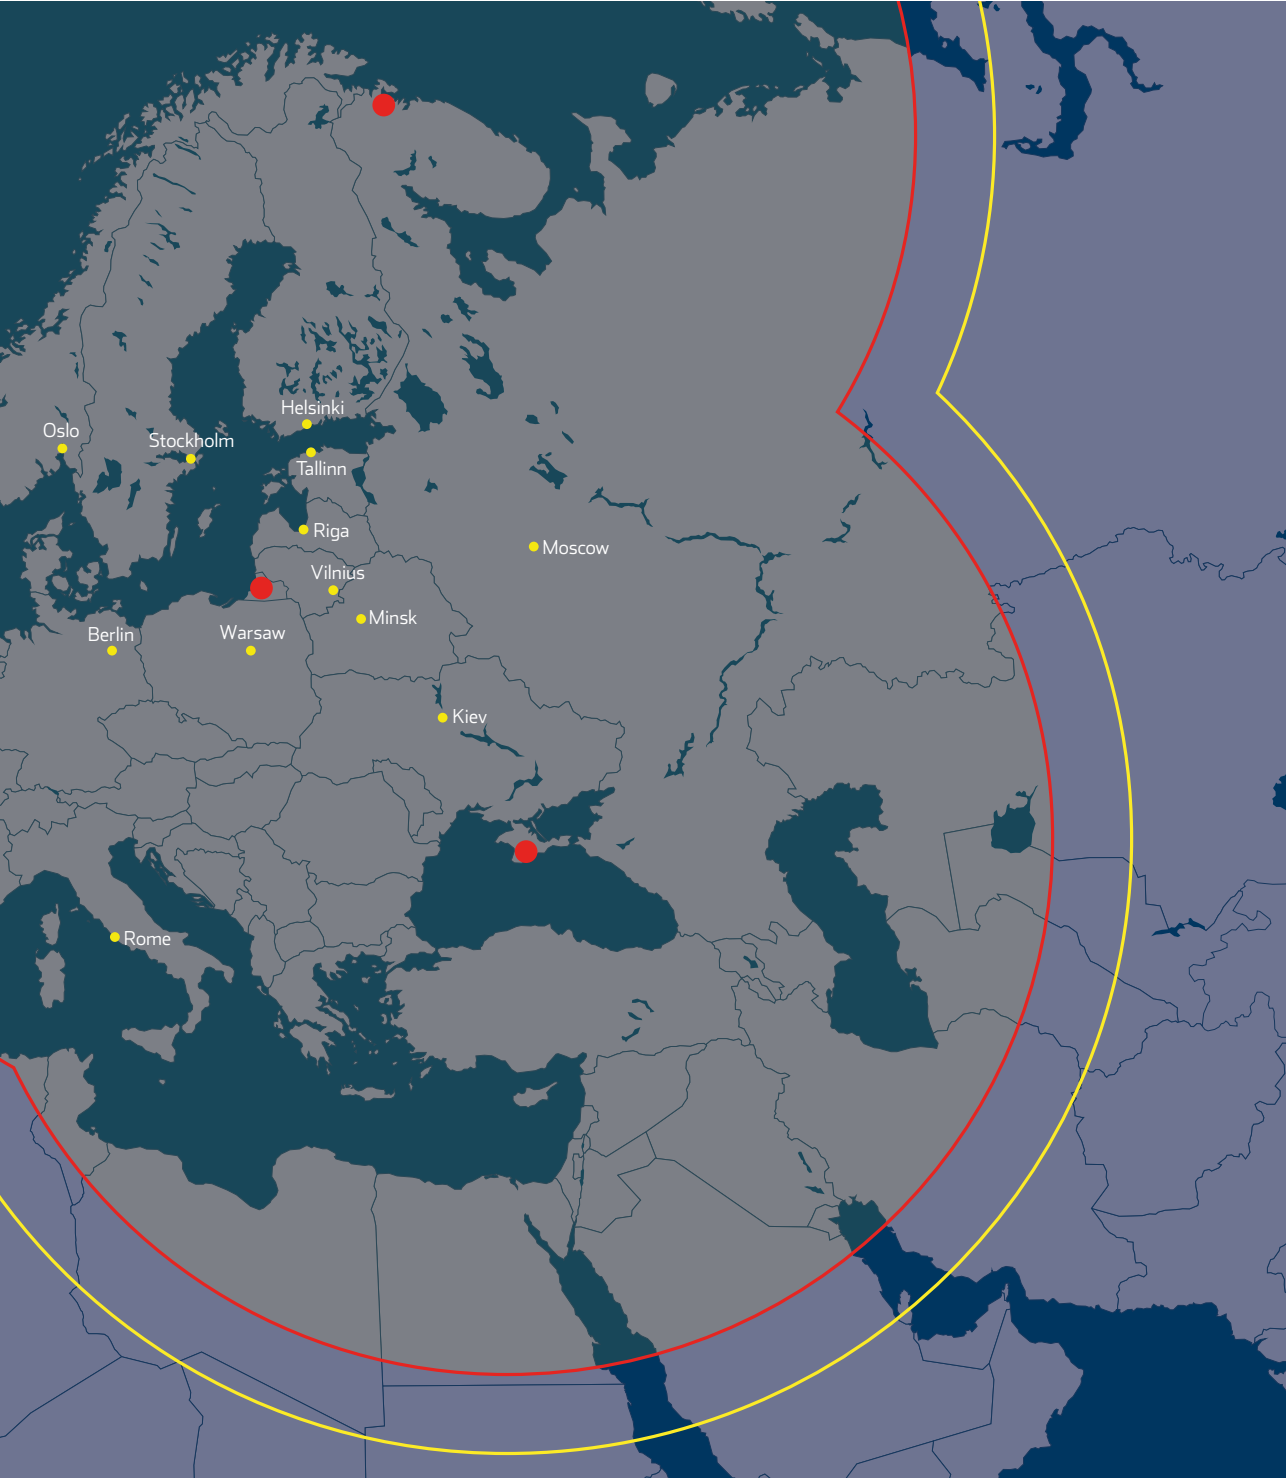 Helsinki
Oslo
Stockholm
Tallinn
Riga
Moscow
Vilnius
Minsk
Berlin
Warsaw
Kiev
Rome